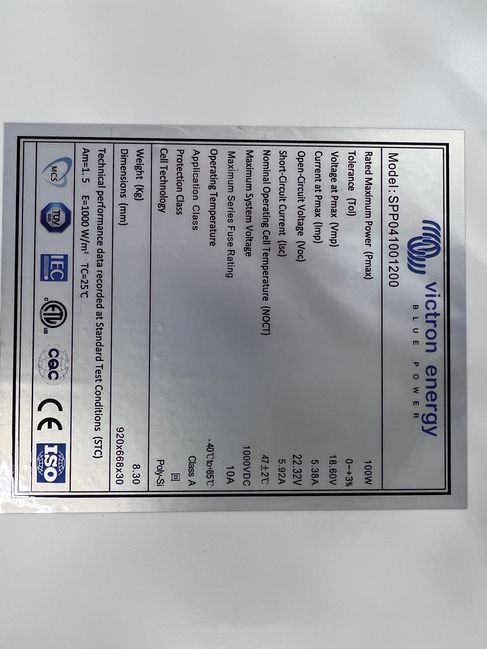 victron energy
BLUE POWER
Model: SPP041001200
Rated Maximum Power (Pmax) 100W
Tolerance (Tol) 0~+3%
Voltage at Pmax (Vmp) 18.60V
Current at Pmax (Imp) 5.38A
Open-Circuit Voltage (Voc) 22.32V
Short-Circuit Current (Isc) 5.92A
Nominal Operating Cell Temperature (NOCT) 47±2℃
Maximum System Voltage 1000VDC
Maximum Series Fuse Rating 10A
Operating Temperature -40℃to+85℃
Application Class Class A
Protection Class
Cell Technology Poly-Si
Weight (Kg) 8.30
Dimensions (mm) 920x668x30
Technical performance data recorded at Standard Test Conditions (STC)
Am=1.5 E=1000 W/m² TC=25℃
MCS TÜV IEC ETL us CQC CE ISO